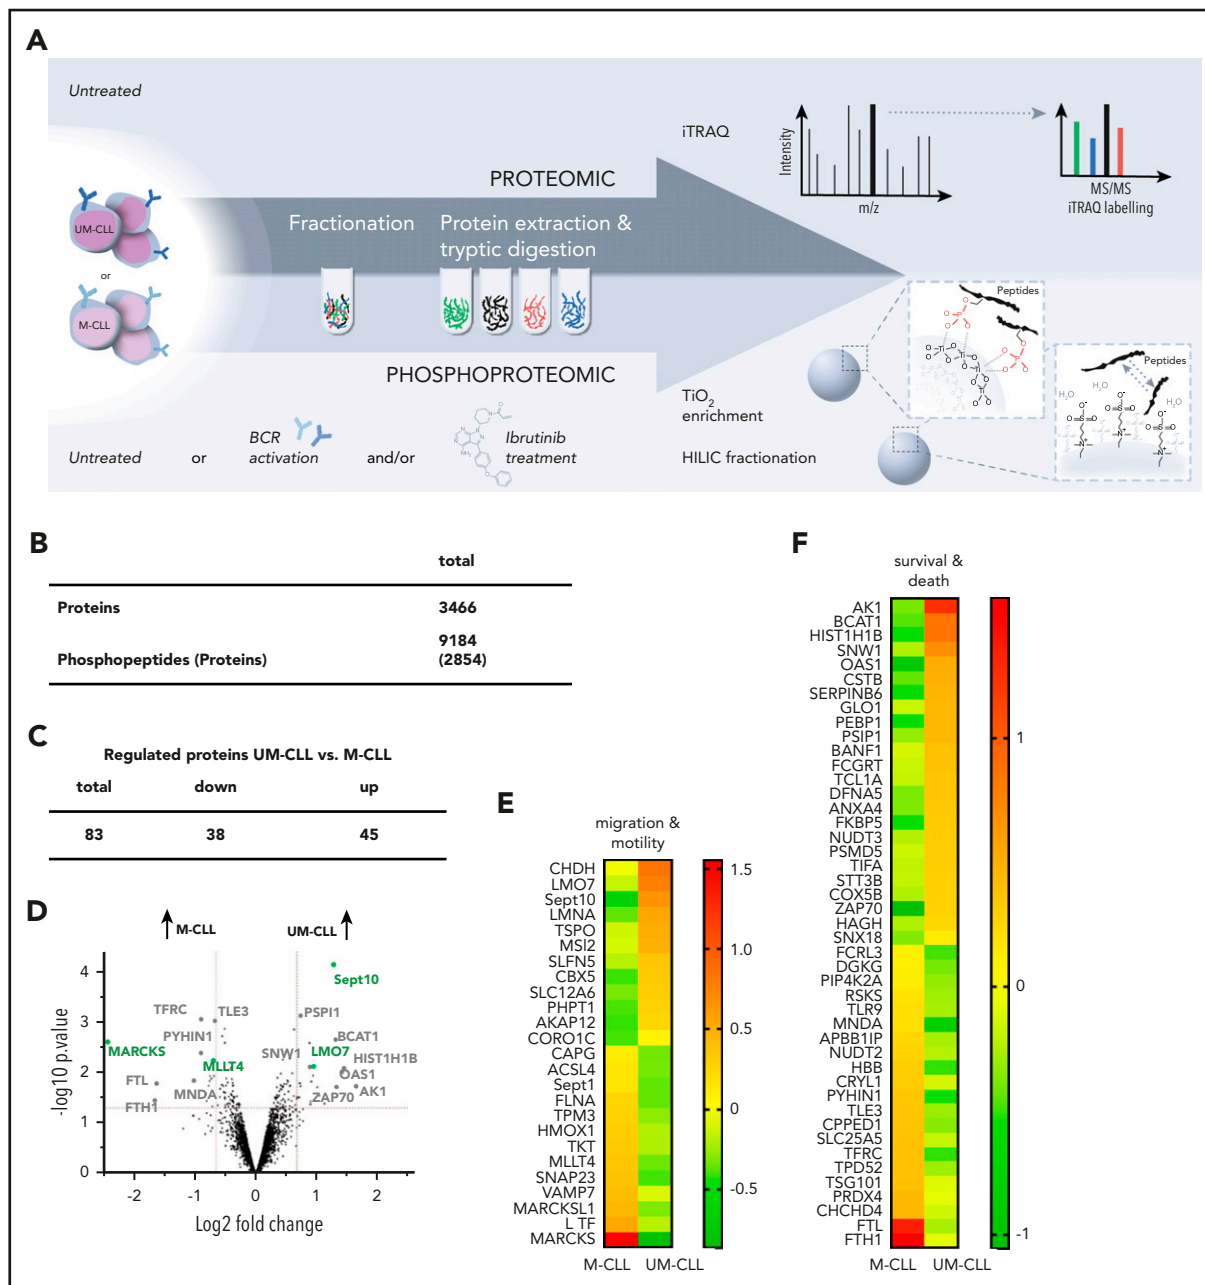 A
Untreated
UM-CLL
or
M-CLL
PROTEOMIC
Fractionation
Protein extraction &
tryptic digestion
PHOSPHOPROTEOMIC
Untreated or BCR
activation and/or Ibrutinib
treatment
iTRAQ
Intensity
m/z
MS/MS
iTRAQ labelling
TiO2
enrichment
HILIC fractionation
Peptides
Peptides
H2O
H2O
H2O
B
total
Proteins 3466
9184
Phosphopeptides (Proteins) (2854)
C
Regulated proteins UM-CLL vs. M-CLL
total down up
83 38 45
D
M-CLL UM-CLL
-log10 p.value
4
3
2
1
0
Sept10
TFRC
TLE3
PSPI1
PYHIN1
BCAT1
MARCKS
SNW1
LMO7
HIST1H1B
MLLT4
OAS1
FTL
MNDA
AK1
ZAP70
FTH1
-2 -1 0 1 2
Log2 fold change
E
migration &
motility
CHDH
LMO7
Sept10
LMNA
TSPO
MSI2
SLFN5
CBX5
SLC12A6
PHPT1
AKAP12
CORO1C
CAPG
ACSL4
Sept1
FLNA
TPM3
HMOX1
TKT
MLLT4
SNAP23
VAMP7
MARCKSL1
L TF
MARCKS
M-CLL UM-CLL
1.5
1.0
0.5
0
-0.5
F
survival &
death
AK1
BCAT1
HIST1H1B
SNW1
OAS1
CSTB
SERPINB6
GLO1
PEBP1
PSIP1
BANF1
FCGRT
TCL1A
DFNA5
ANXA4
FKBP5
NUDT3
PSMD5
TIFA
STT3B
COX5B
ZAP70
HAGH
SNX18
FCRL3
DGKG
PIP4K2A
RSKS
TLR9
MNDA
APBB1IP
NUDT2
HBB
CRYL1
PYHIN1
TLE3
CPPED1
SLC25A5
TFRC
TPD52
TSG101
PRDX4
CHCHD4
FTL
FTH1
M-CLL UM-CLL
1
0
-1